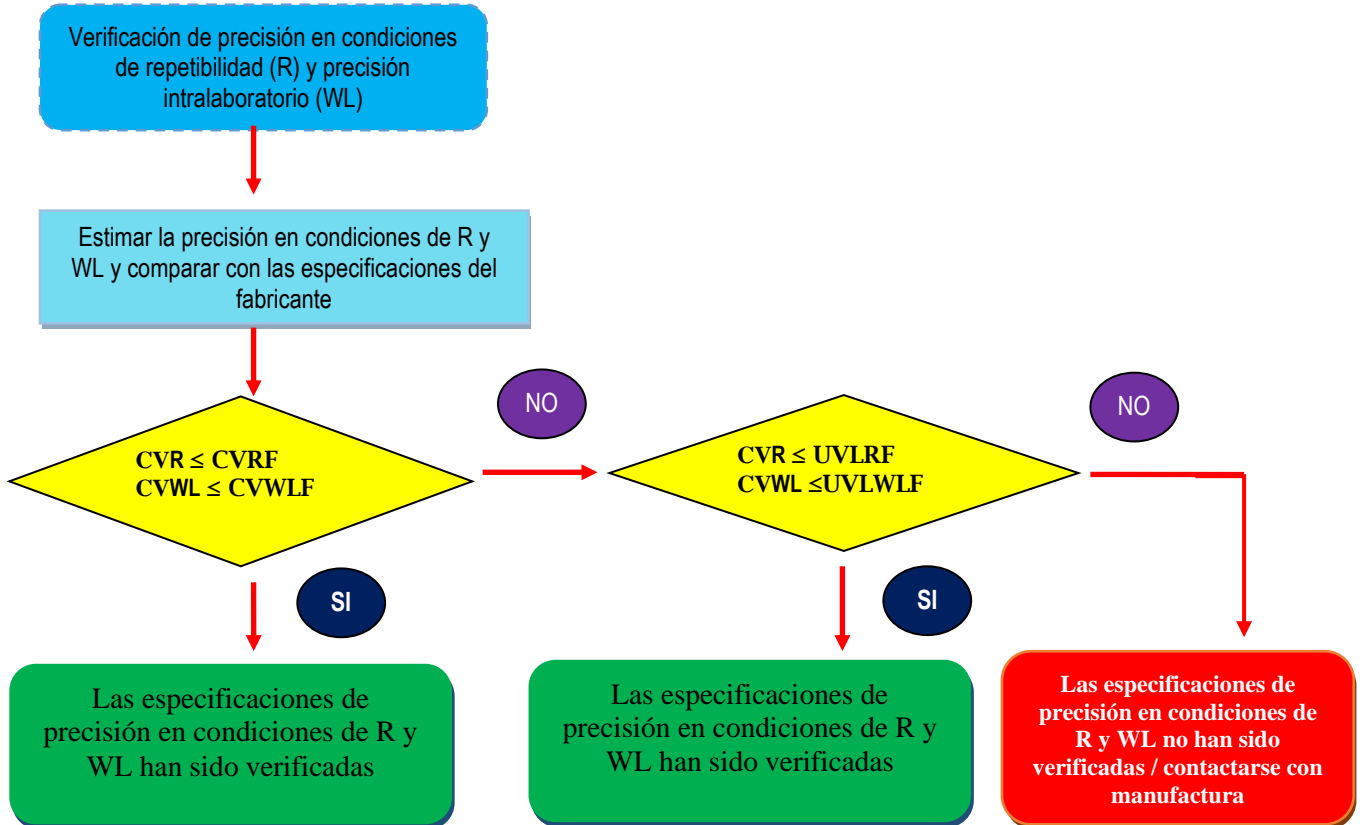 Verificación de precisión en condiciones
de repetibilidad (R) y precisión
intralaboratorio (WL)
Estimar la precisión en condiciones de R y
WL y comparar con las especificaciones del
fabricante
NO
NO
CVR ≤ CVRF
CVWL ≤ CVWLF
CVR ≤ UVLRF
CVWL ≤UVLWLF
SI
SI
Las especificaciones de
precisión en condiciones de R y
WL han sido verificadas
Las especificaciones de
precisión en condiciones de R y
WL han sido verificadas
Las especificaciones de
precisión en condiciones de
R y WL no han sido
verificadas / contactarse con
manufactura